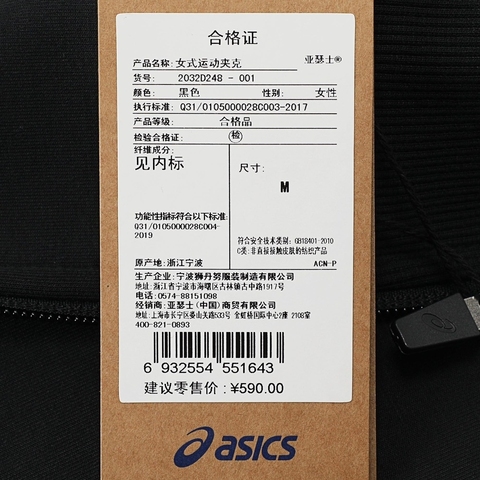 合格证
产品名称: 女式运动夹克 亚瑟士®
货号: 2032D248 - 001
颜色: 黑色 性别: 女性
执行标准: Q31/0105000028C003-2017
产品等级: 合格品
检验合格证: 检
纤维成分:
见内标
尺寸:
M
功能性指标符合以下标准:
Q31/0105000028C004-
2019
符合安全技术类别: GB18401-2010
C类:非直接接触皮肤的纺织产品
原产地: 浙江宁波 ACN-P
生产企业: 宁波狮丹努服装制造有限公司
地址: 浙江省宁波市海曙区古林镇古中路1917号
电话: 0574-88151098
经销商: 亚瑟士(中国)商贸有限公司
地址: 上海市长宁区娄山关路533号 金虹桥国际中心2座 2108室
400-821-0893
6 932554 551643
建议零售价: ¥590.00
asics